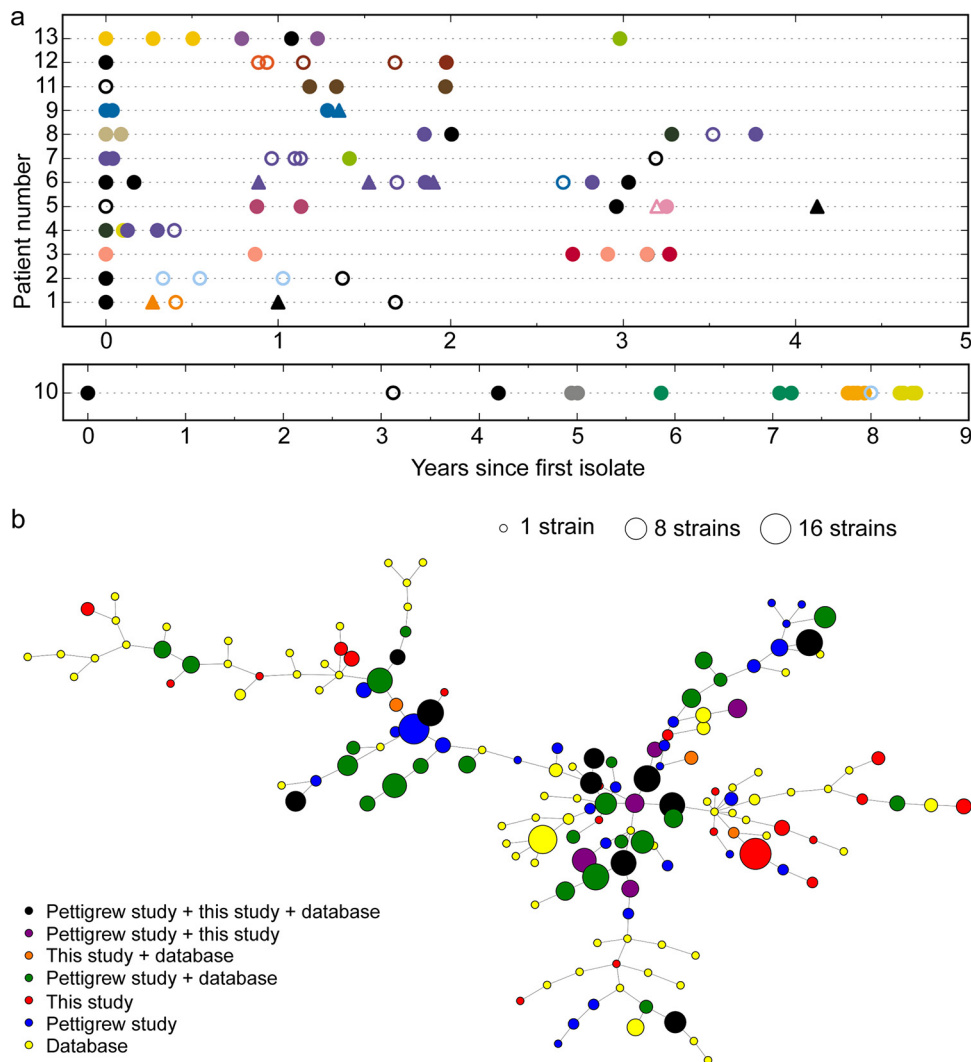 a
Patient number
13
12
11
9
8
7
6
5
4
3
2
1
0 1 2 3 4 5
10
0 1 2 3 5 6 7 8 9
Years since first isolate
b
1 strain 8 strains 16 strains
Pettigrew study + this study + database
Pettigrew study + this study
This study + database
Pettigrew study + database
This study
Pettigrew study
Database